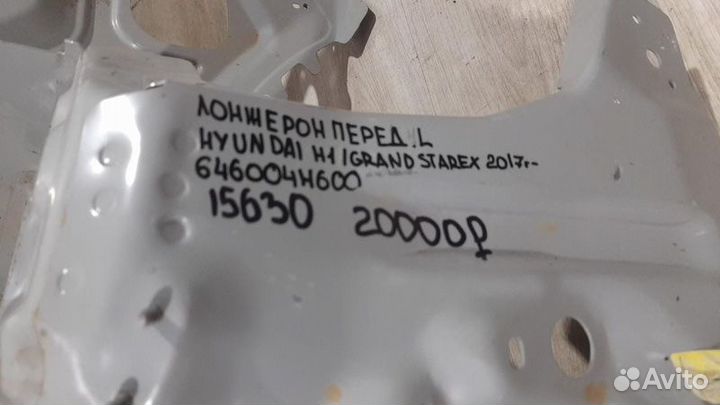 ЛОНЖЕРОН ПЕРЕД.L
HYUNDAI H1/GRAND STAREX 2017г-
646004H600
15630 20000₽
Avito